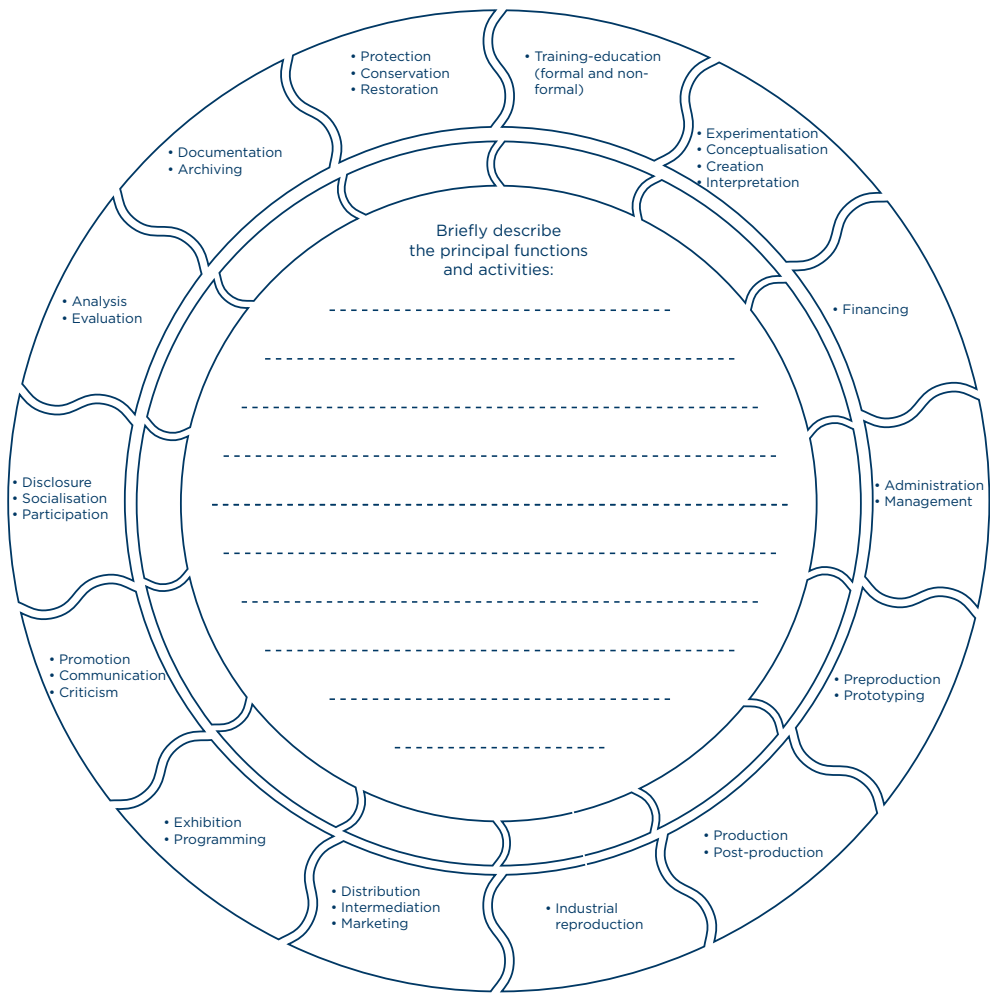 • Protection
• Conservation
• Restoration
• Training-education
(formal and non-
formal)
• Experimentation
• Conceptualisation
• Creation
• Interpretation
• Financing
• Administration
• Management
• Preproduction
• Prototyping
• Production
• Post-production
• Industrial
reproduction
• Distribution
• Intermediation
• Marketing
• Exhibition
• Programming
• Promotion
• Communication
• Criticism
• Disclosure
• Socialisation
• Participation
• Analysis
• Evaluation
• Documentation
• Archiving
Briefly describe
the principal functions
and activities: